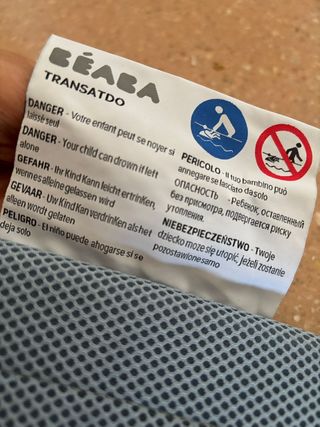 BÉABA
TRANSATDO
DANGER - Votre enfant peut se noyer si
laissé seul
DANGER - Your child can drown if left
alone
GEFAHR - Ihr Kind Kann leicht ertrinken,
wenn es alleine gelassen wird
GEVAAR - Uw Kind Kan verdrinken als het
alleen wordt gelaten
PELIGRO - El niño puede ahogarse si se
deja solo
PERICOLO - Il tuo bambino può
annegare se lasciato da solo
ОПАСНОСТЬ - Ребёнок, оставленный
без присмотра, подвергается риску
утопления.
NIEBEZPIECZEŃSTWO - Twoje
dziecko może się utopić, jeżeli zostanie
pozostawione samo